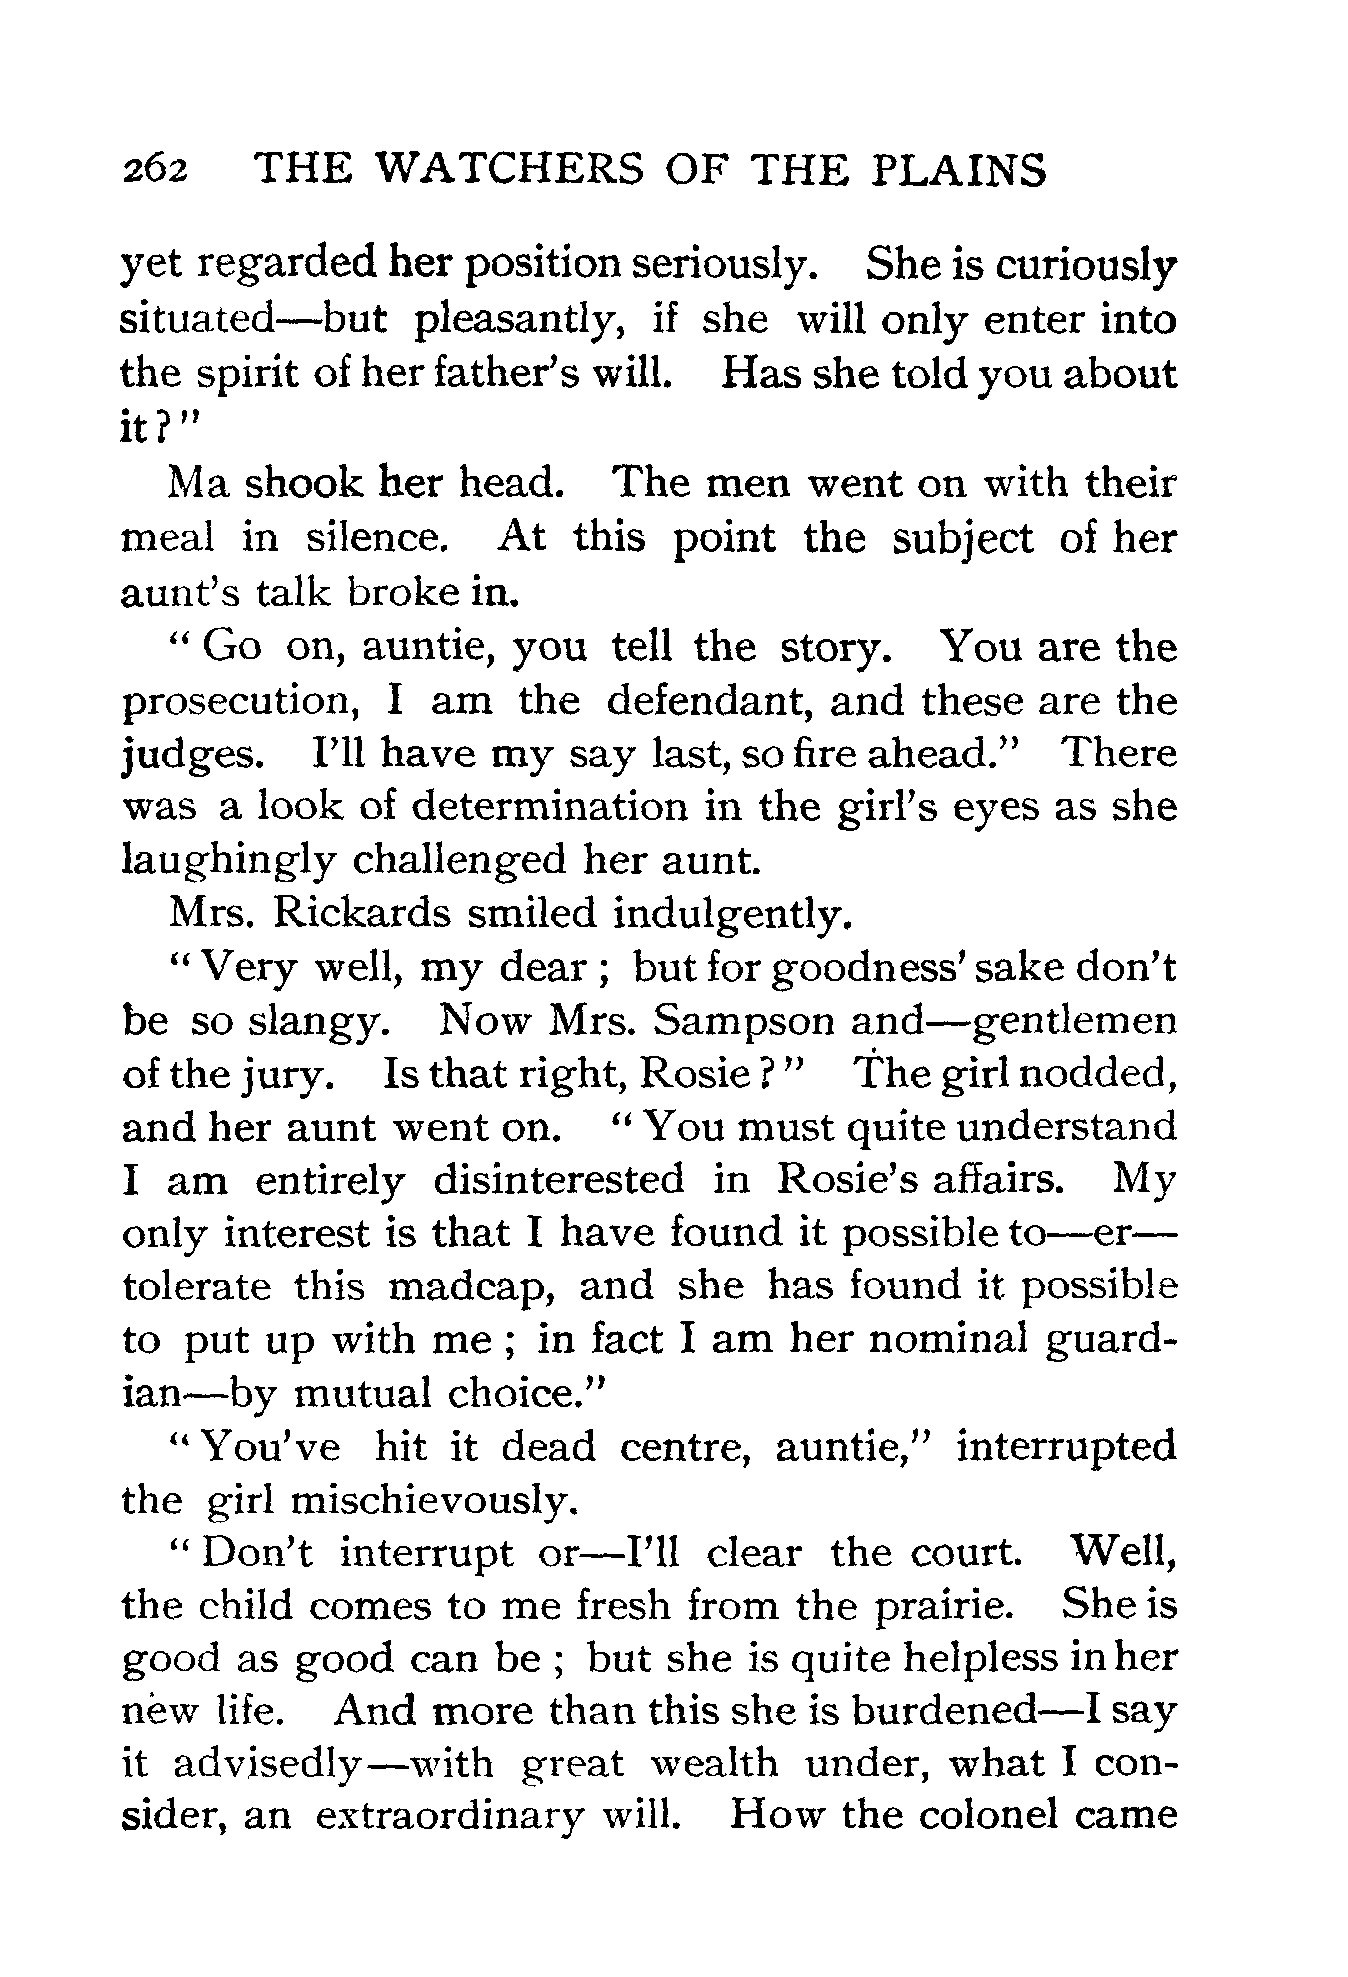 262 THE WATCHERS OF THE PLAINS
yet regarded her position seriously. She is curiously
situated—but pleasantly, if she will only enter into
the spirit of her father's will. Has she told you about
it?"
Ma shook her head. The men went on with their
meal in silence. At this point the subject of her
aunt's talk broke in.
"Go on, auntie, you tell the story. You are the
prosecution, I am the defendant, and these are the
judges. I'll have my say last, so fire ahead." There
was a look of determination in the girl's eyes as she
laughingly challenged her aunt.
Mrs. Rickards smiled indulgently.
"Very well, my dear; but for goodness' sake don't
be so slangy. Now Mrs. Sampson and—gentlemen
of the jury. Is that right, Rosie?" The girl nodded,
and her aunt went on. "You must quite understand
I am entirely disinterested in Rosie's affairs. My
only interest is that I have found it possible to—er—
tolerate this madcap, and she has found it possible
to put up with me; in fact I am her nominal guard-
ian—by mutual choice."
"You've hit it dead centre, auntie," interrupted
the girl mischievously.
"Don't interrupt or—I'll clear the court. Well,
the child comes to me fresh from the prairie. She is
good as good can be; but she is quite helpless in her
new life. And more than this she is burdened—I say
it advisedly—with great wealth under, what I con-
sider, an extraordinary will. How the colonel came